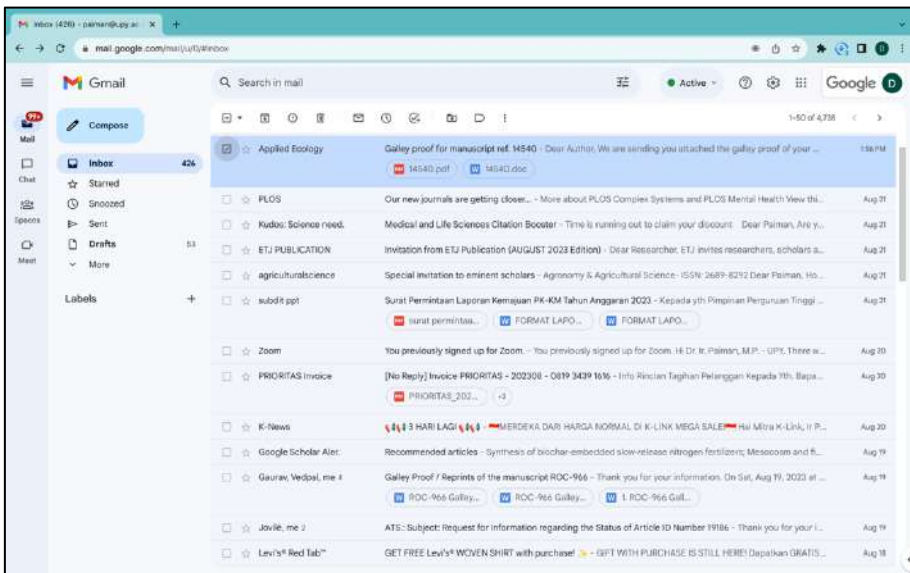 Inbox (426) - paiman@upy.ac
mail.google.com/mail/u/0/#inbox
Gmail
Search in mail
Active
Google
D
99+
Mail
Chat
Spaces
Meet
Compose
Inbox 426
Starred
Snoozed
Sent
Drafts 53
More
Labels +
1–50 of 4,738
Applied Ecology Galley proof for manuscript ref. 14540 - Dear Author, We are sending you attached the galley proof of your ... 1:56 PM
14540.pdf 14540.doc
PLOS Our new journals are getting closer... - More about PLOS Complex Systems and PLOS Mental Health View thi... Aug 21
Kudos: Science need. Medical and Life Sciences Citation Booster - Time is running out to claim your discount Dear Paiman, Are y... Aug 21
ETJ PUBLICATION Invitation from ETJ Publication (AUGUST 2023 Edition) - Dear Researcher, ETJ invites researchers, scholars a... Aug 21
agriculturalscience Special invitation to eminent scholars - Agronomy & Agricultural Science- ISSN: 2689-8292 Dear Paiman, Ho... Aug 21
subdit ppt Surat Permintaan Laporan Kemajuan PK-KM Tahun Anggaran 2023 - Kepada yth Pimpinan Perguruan Tinggi ... Aug 21
surat permintaa... FORMAT LAPO... FORMAT LAPO...
Zoom You previously signed up for Zoom. - You previously signed up for Zoom. Hi Dr. Ir. Paiman, M.P. - UPY, There w... Aug 20
PRIORITAS Invoice [No Reply] Invoice PRIORITAS - 202308 - 0819 3439 1616 - Info Rincian Tagihan Pelanggan Kepada Yth. Bapa... Aug 20
PRIORITAS_202... +3
K-News 3 HARI LAGI - MERDEKA DARI HARGA NORMAL DI K-LINK MEGA SALE! Hai Mitra K-Link, Ir P... Aug 20
Google Scholar Aler. Recommended articles - Synthesis of biochar-embedded slow-release nitrogen fertilizers; Mesocosm and fi... Aug 19
Gaurav, Vedpal, me Galley Proof / Reprints of the manuscript ROC-966 - Thank you for your information. On Sat, Aug 19, 2023 at ... Aug 19
ROC-966 Galley... ROC-966 Galley... 1. ROC-966 Gall...
Jovilė, me 2 ATS.: Subject: Request for Information regarding the Status of Article ID Number 19186 - Thank you for your i... Aug 19
Levi's® Red Tab™ GET FREE Levi's® WOVEN SHIRT with purchase! - GIFT WITH PURCHASE IS STILL HERE! Dapatkan GRATIS... Aug 18